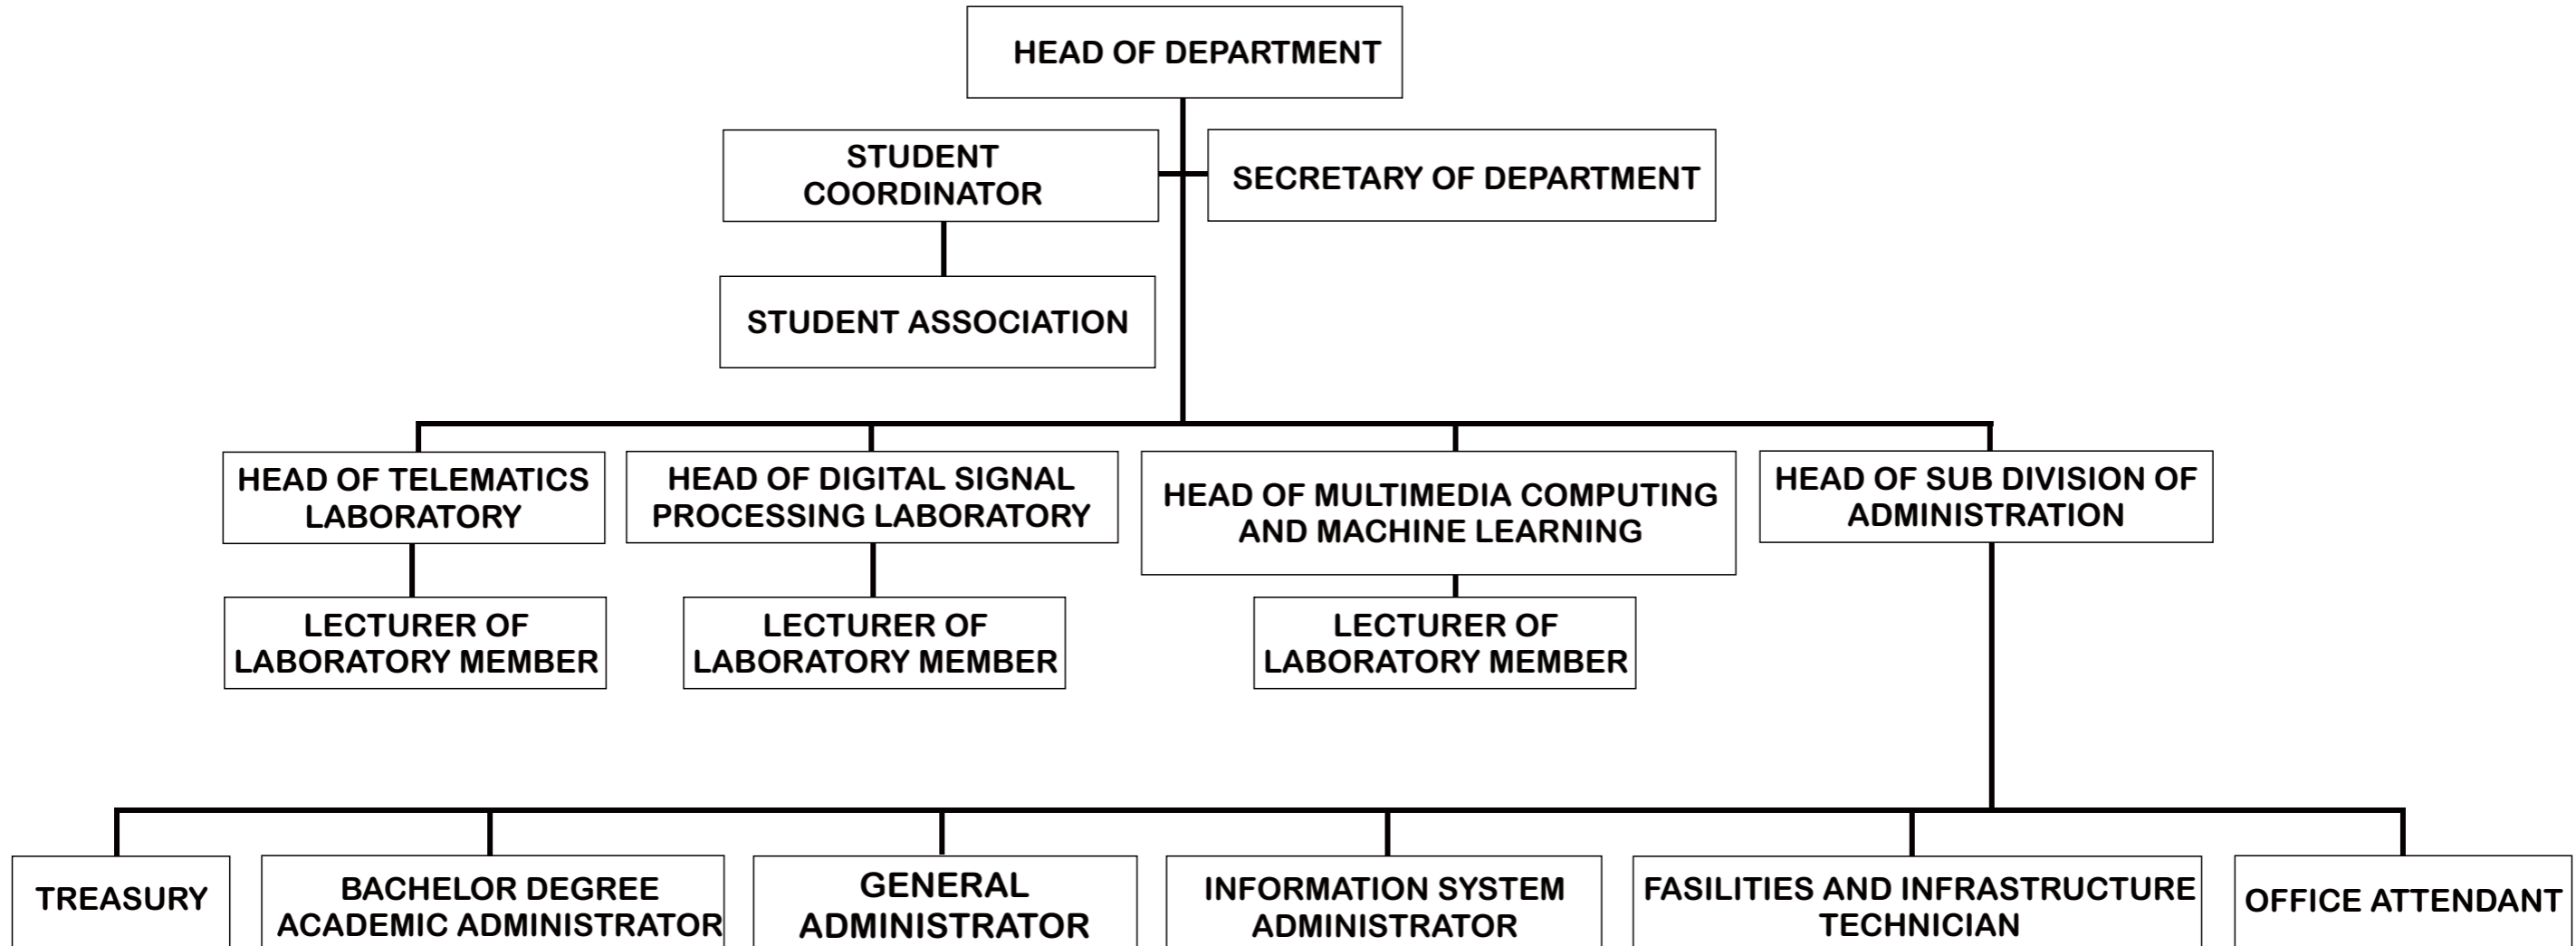 HEAD OF DEPARTMENT
STUDENT
COORDINATOR
SECRETARY OF DEPARTMENT
STUDENT ASSOCIATION
HEAD OF TELEMATICS
LABORATORY
HEAD OF DIGITAL SIGNAL
PROCESSING LABORATORY
HEAD OF MULTIMEDIA COMPUTING
AND MACHINE LEARNING
HEAD OF SUB DIVISION OF
ADMINISTRATION
LECTURER OF
LABORATORY MEMBER
LECTURER OF
LABORATORY MEMBER
LECTURER OF
LABORATORY MEMBER
TREASURY
BACHELOR DEGREE
ACADEMIC ADMINISTRATOR
GENERAL
ADMINISTRATOR
INFORMATION SYSTEM
ADMINISTRATOR
FASILITIES AND INFRASTRUCTURE
TECHNICIAN
OFFICE ATTENDANT